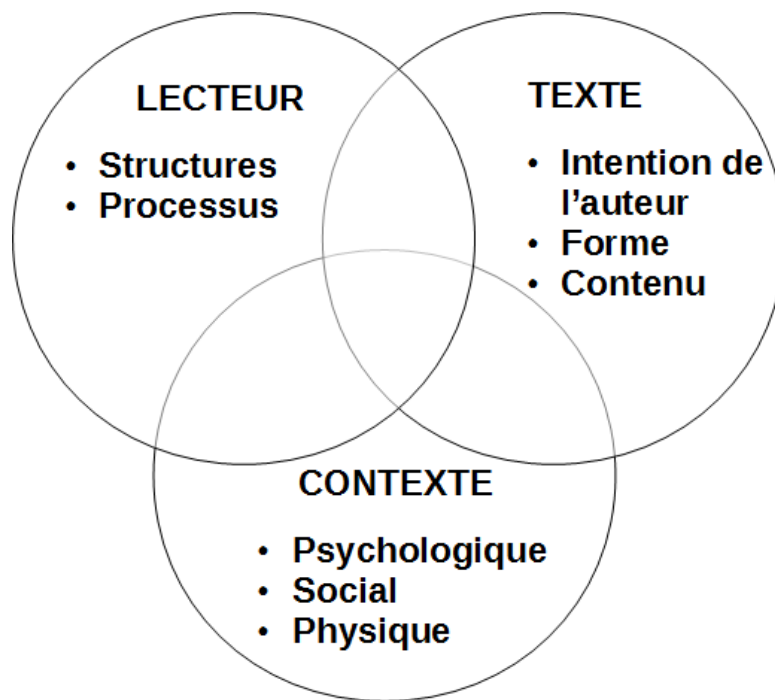 LECTEUR
• Structures
• Processus
TEXTE
• Intention de
l’auteur
• Forme
• Contenu
CONTEXTE
• Psychologique
• Social
• Physique